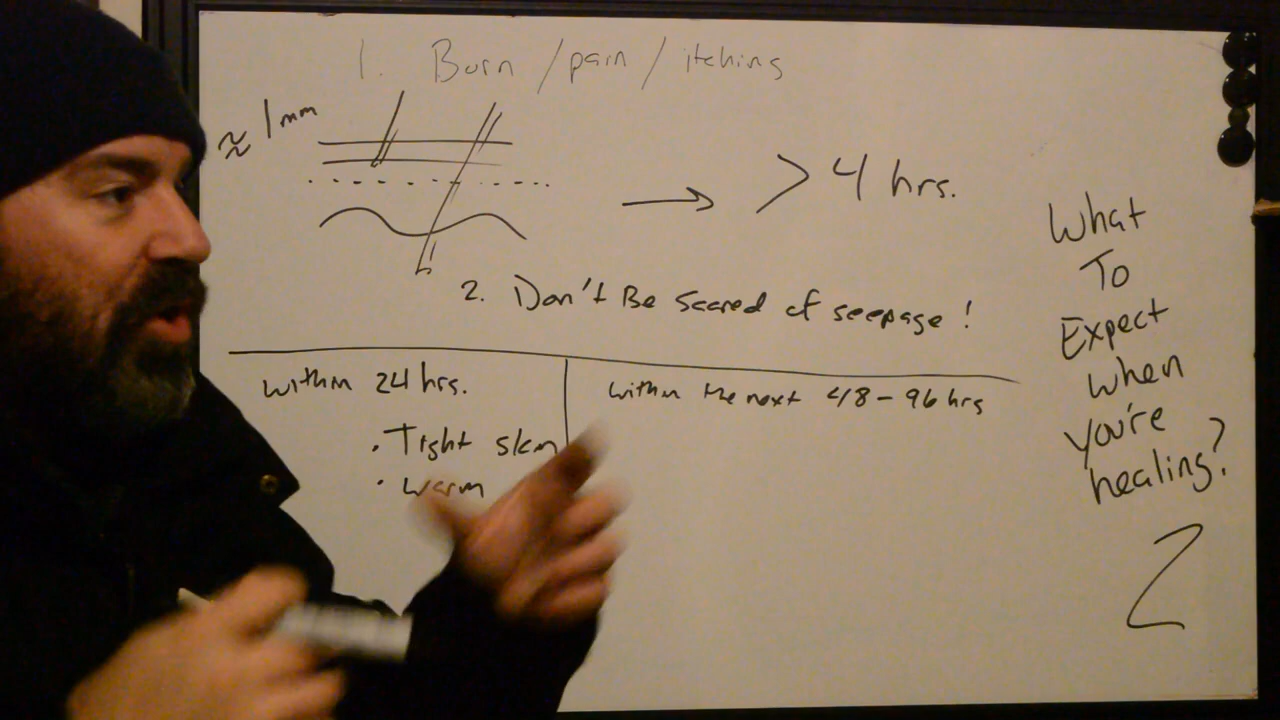 1. Burn / pain / itching
≈ 1mm
> 4 hrs.
2. Don't Be Scared of seepage!
within 24 hrs.
· Tight skin
· warm
within the next 48 - 96 hrs
What
To
Expect
when
you're
healing?
2